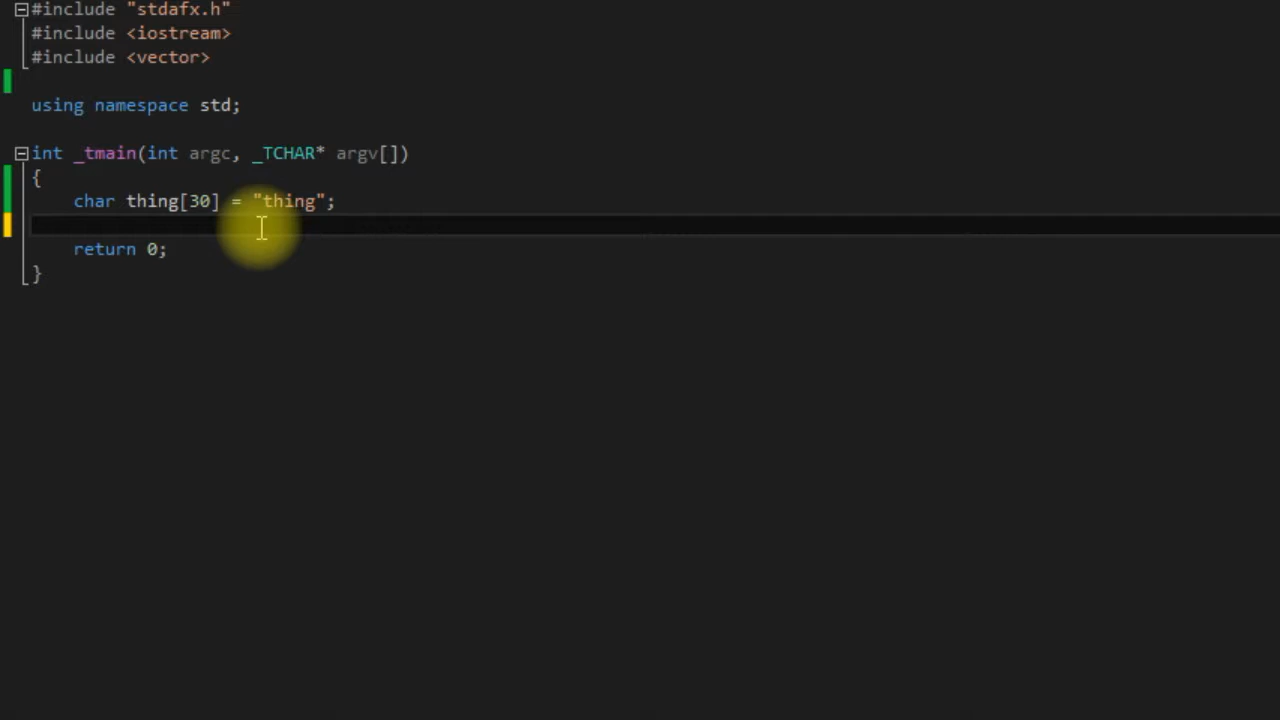 #include "stdafx.h"
#include <iostream>
#include <vector>
using namespace std;
int _tmain(int argc, _TCHAR* argv[])
{
char thing[30] = "thing";
return 0;
}